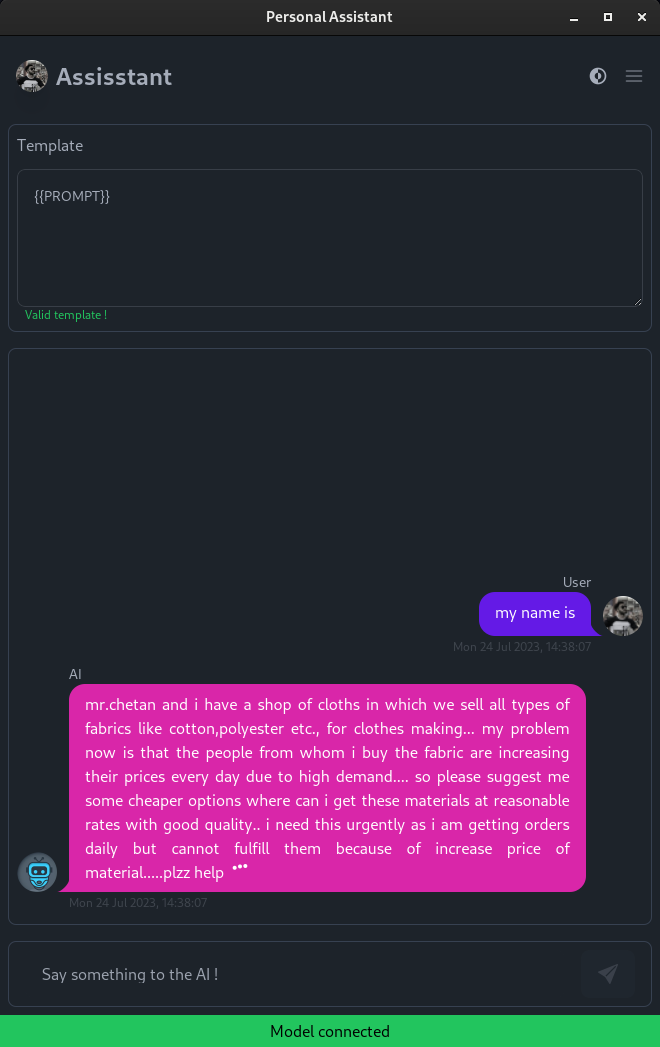 Personal Assistant
Assisstant
Template
{{PROMPT}}
Valid template !
User
my name is
Mon 24 Jul 2023, 14:38:07
AI
mr.chetan and i have a shop of cloths in which we sell all types of
fabrics like cotton,polyester etc., for clothes making... my problem
now is that the people from whom i buy the fabric are increasing
their prices every day due to high demand.... so please suggest me
some cheaper options where can i get these materials at reasonable
rates with good quality.. i need this urgently as i am getting orders
daily but cannot fulfill them because of increase price of
material.....plzz help
Mon 24 Jul 2023, 14:38:07
Say something to the AI !
Model connected